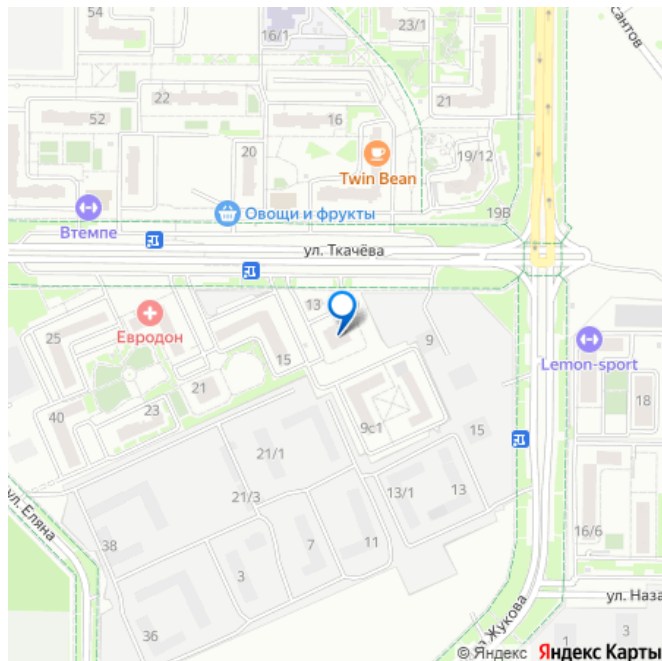 54
23/1
сантов
16/1
22
21
52
16
20
19/12
Twin Bean
19В
Овощи и фрукты
Втемпе
ул. Ткачёва
13
25
Евродон
9
15
Lemon-sport
21
18
40
23
9с1
15
21/1
21/3
13/1
13
16/6
38
7
11
ул. Еляна
3
ул. Наза
36
а Жукова
1
3
© Яндекс Яндекс Карты